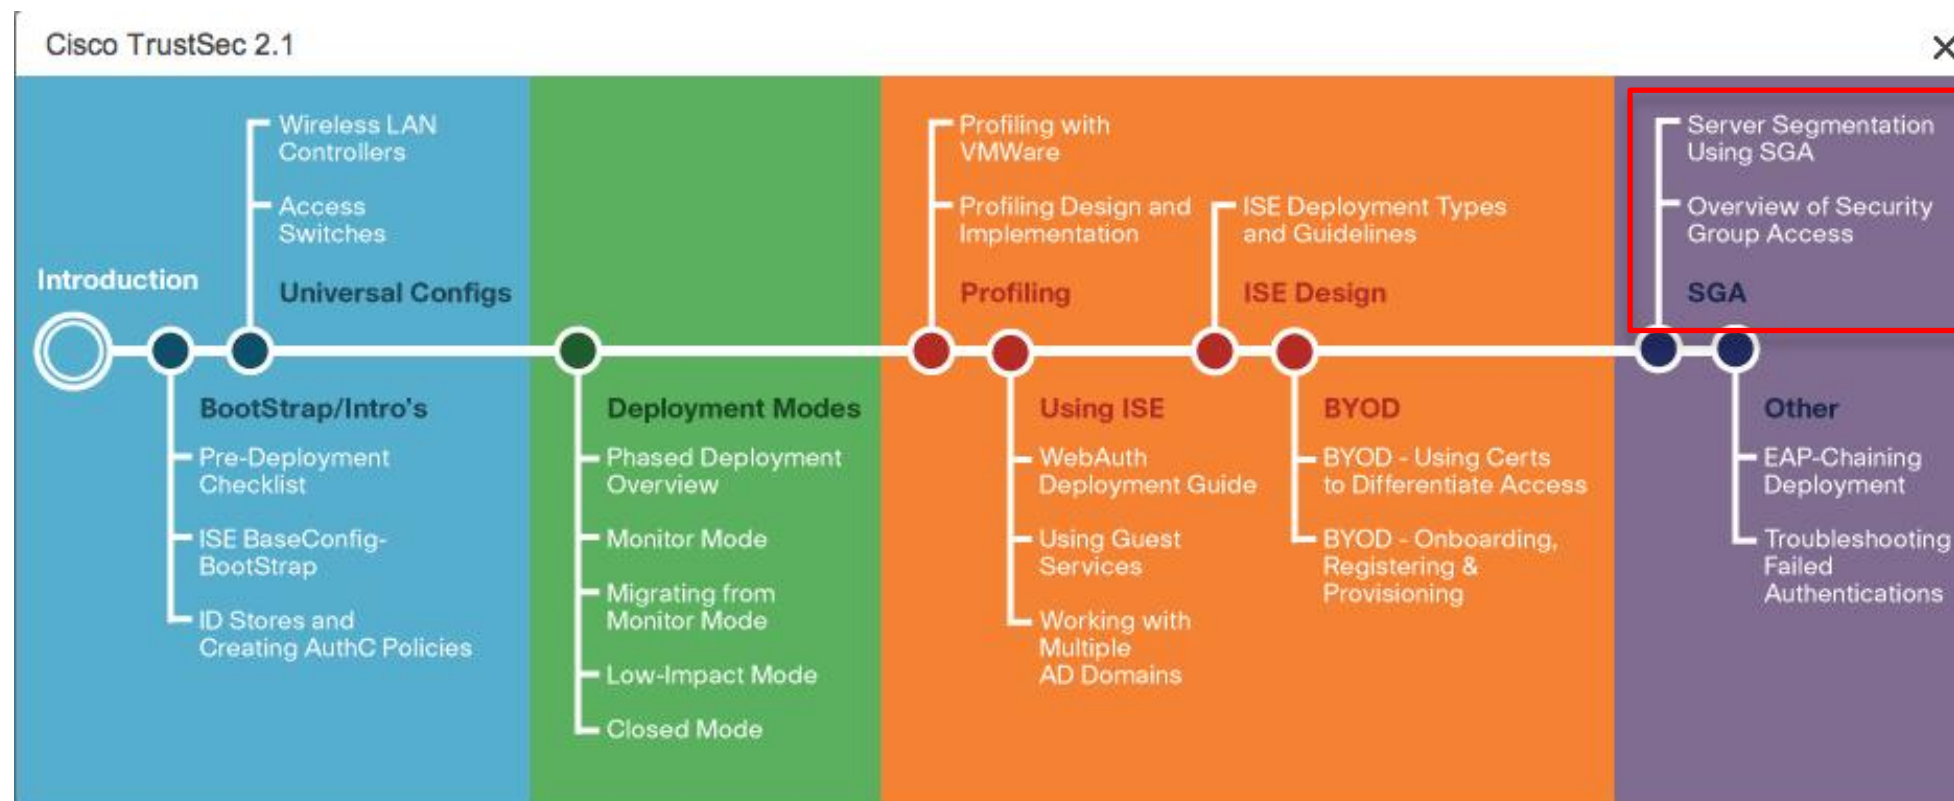 Cisco TrustSec 2.1
Introduction
Wireless LAN
Controllers
Access
Switches
Universal Configs
BootStrap/Intro's
Pre-Deployment
Checklist
ISE BaseConfig-
BootStrap
ID Stores and
Creating AuthC Policies
Deployment Modes
Phased Deployment
Overview
Monitor Mode
Migrating from
Monitor Mode
Low-Impact Mode
Closed Mode
Profiling with
VMWare
Profiling Design and
Implementation
Profiling
Using ISE
WebAuth
Deployment Guide
Using Guest
Services
Working with
Multiple
AD Domains
ISE Deployment Types
and Guidelines
ISE Design
BYOD
BYOD - Using Certs
to Differentiate Access
BYOD - Onboarding,
Registering &
Provisioning
Server Segmentation
Using SGA
Overview of Security
Group Access
SGA
Other
EAP-Chaining
Deployment
Troubleshooting
Failed
Authentications